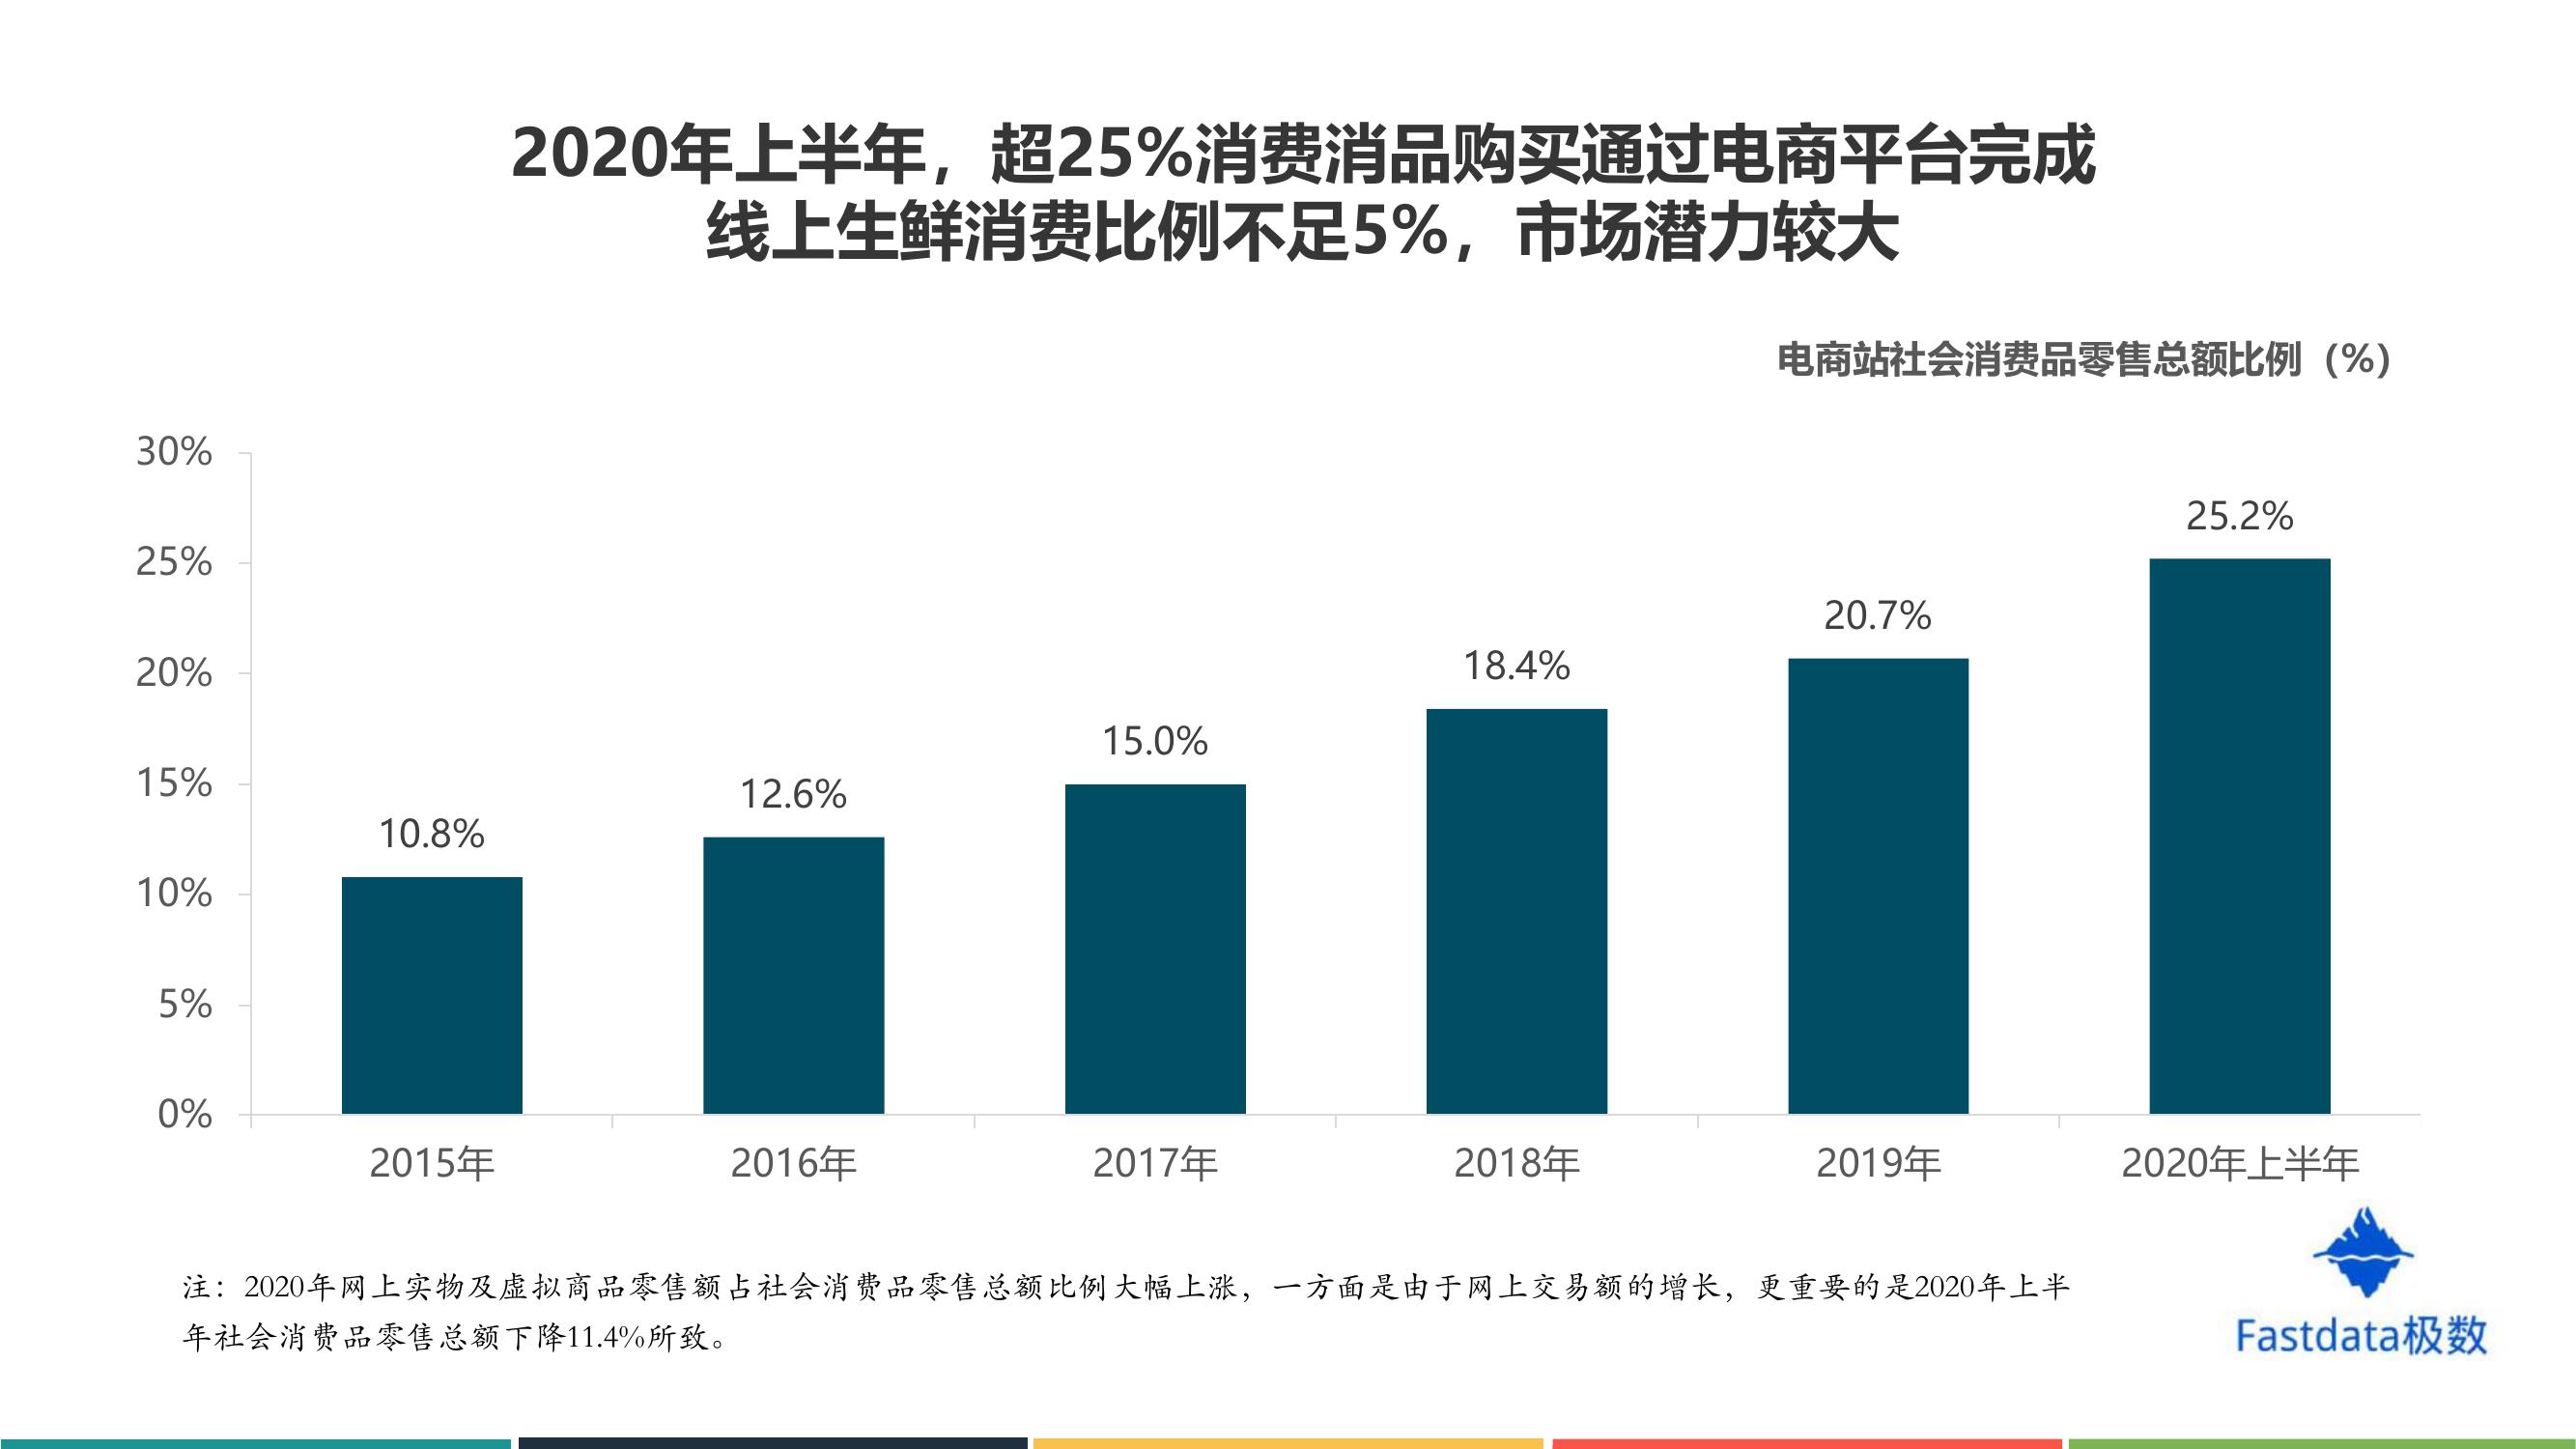 2020年上半年，超25%消费消品购买通过电商平台完成
线上生鲜消费比例不足5%，市场潜力较大
电商站社会消费品零售总额比例（%）
30%
25%
20%
15%
10%
5%
0%
10.8%
12.6%
15.0%
18.4%
20.7%
25.2%
2015年
2016年
2017年
2018年
2019年
2020年上半年
注：2020年网上实物及虚拟商品零售额占社会消费品零售总额比例大幅上涨，一方面是由于网上交易额的增长，更重要的是2020年上半
年社会消费品零售总额下降11.4%所致。
Fastdata极数